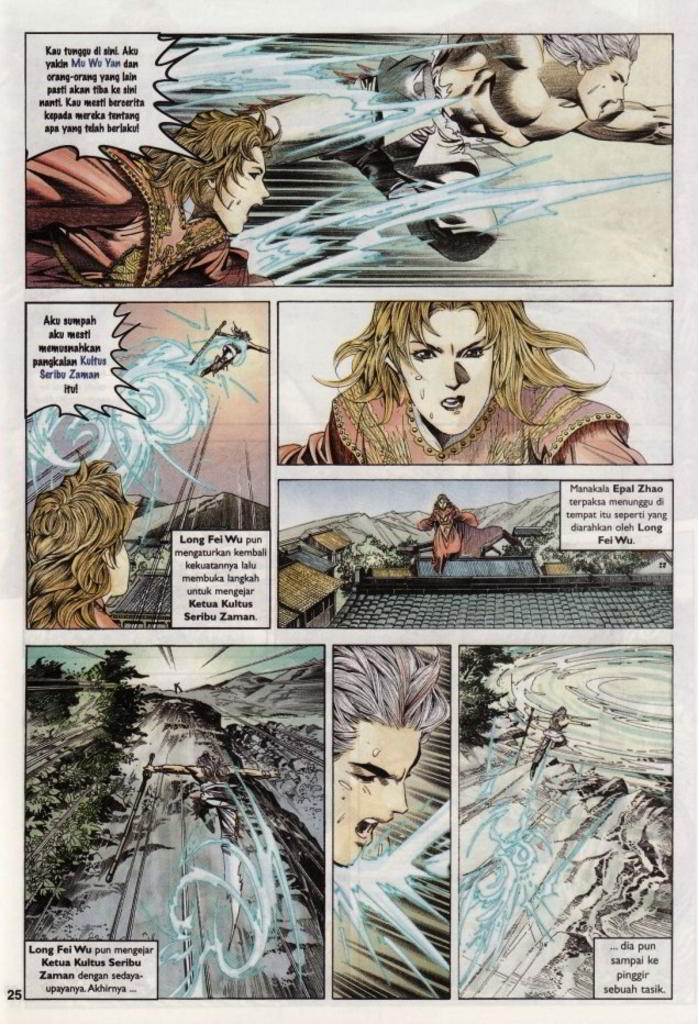 Kau tunggu di sini. Aku
yakin Mu Wu Yan dan
orang-orang yang lain
pasti akan tiba ke sini
nanti. Kau mesti bercerita
kepada mereka tentang
apa yang telah berlaku!
Aku sumpah
aku mesti
memusnahkan
pangkalan Kultus
Seribu Zaman
itu!
Long Fei Wu pun
mengaturkan kembali
kekuatannya lalu
membuka langkah
untuk mengejar
Ketua Kultus
Seribu Zaman.
Manakala Epal Zhao
terpaksa menunggu di
tempat itu seperti yang
diarahkan oleh Long
Fei Wu.
Long Fei Wu pun mengejar
Ketua Kultus Seribu
Zaman dengan sedaya-
upayanya. Akhirnya ...
... dia pun
sampai ke
pinggir
sebuah tasik.
25